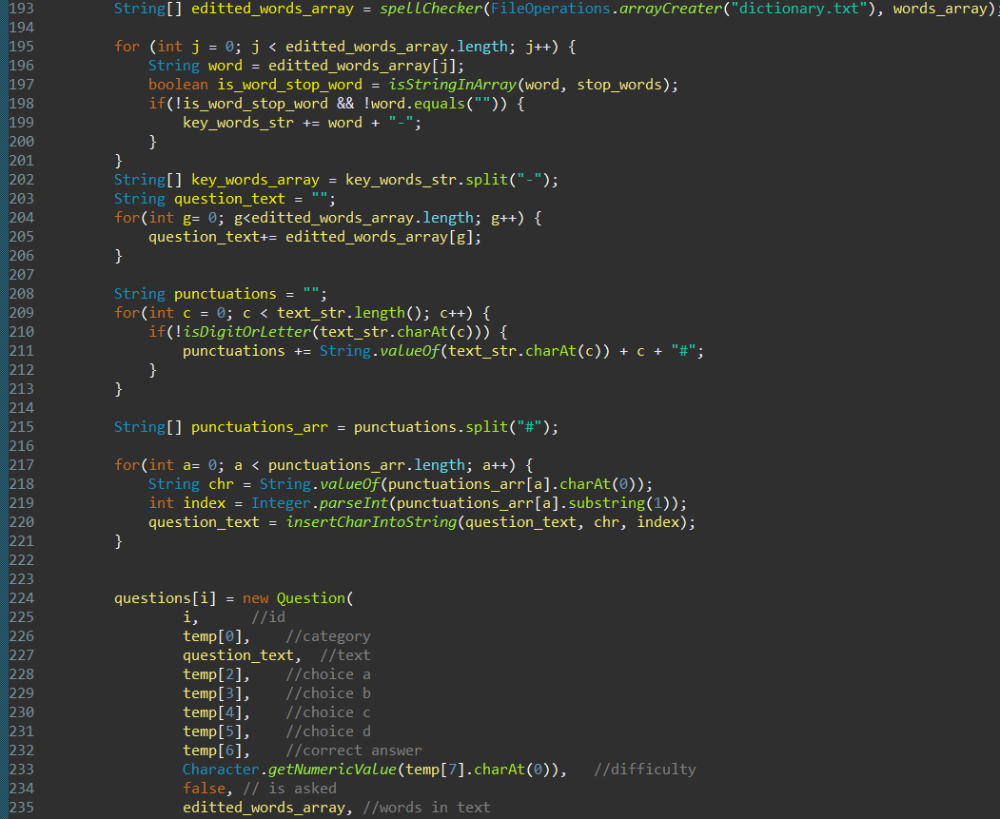 193 String[] editted_words_array = spellChecker(FileOperations.arrayCreater("dictionary.txt"), words_array);
194
195 for (int j = 0; j < editted_words_array.length; j++) {
196 String word = editted_words_array[j];
197 boolean is_word_stop_word = isStringInArray(word, stop_words);
198 if(!is_word_stop_word && !word.equals("")) {
199 key_words_str += word + "-";
200 }
201 }
202 String[] key_words_array = key_words_str.split("-");
203 String question_text = "";
204 for(int g= 0; g<editted_words_array.length; g++) {
205 question_text+= editted_words_array[g];
206 }
207
208 String punctuations = "";
209 for(int c = 0; c < text_str.length(); c++) {
210 if(!isDigitOrLetter(text_str.charAt(c))) {
211 punctuations += String.valueOf(text_str.charAt(c)) + c + "#";
212 }
213 }
214
215 String[] punctuations_arr = punctuations.split("#");
216
217 for(int a= 0; a < punctuations_arr.length; a++) {
218 String chr = String.valueOf(punctuations_arr[a].charAt(0));
219 int index = Integer.parseInt(punctuations_arr[a].substring(1));
220 question_text = insertCharIntoString(question_text, chr, index);
221 }
222
223
224 questions[i] = new Question(
225 i, //id
226 temp[0], //category
227 question_text, //text
228 temp[2], //choice a
229 temp[3], //choice b
230 temp[4], //choice c
231 temp[5], //choice d
232 temp[6], //correct answer
233 Character.getNumericValue(temp[7].charAt(0)), //difficulty
234 false, // is asked
235 editted_words_array, //words in text